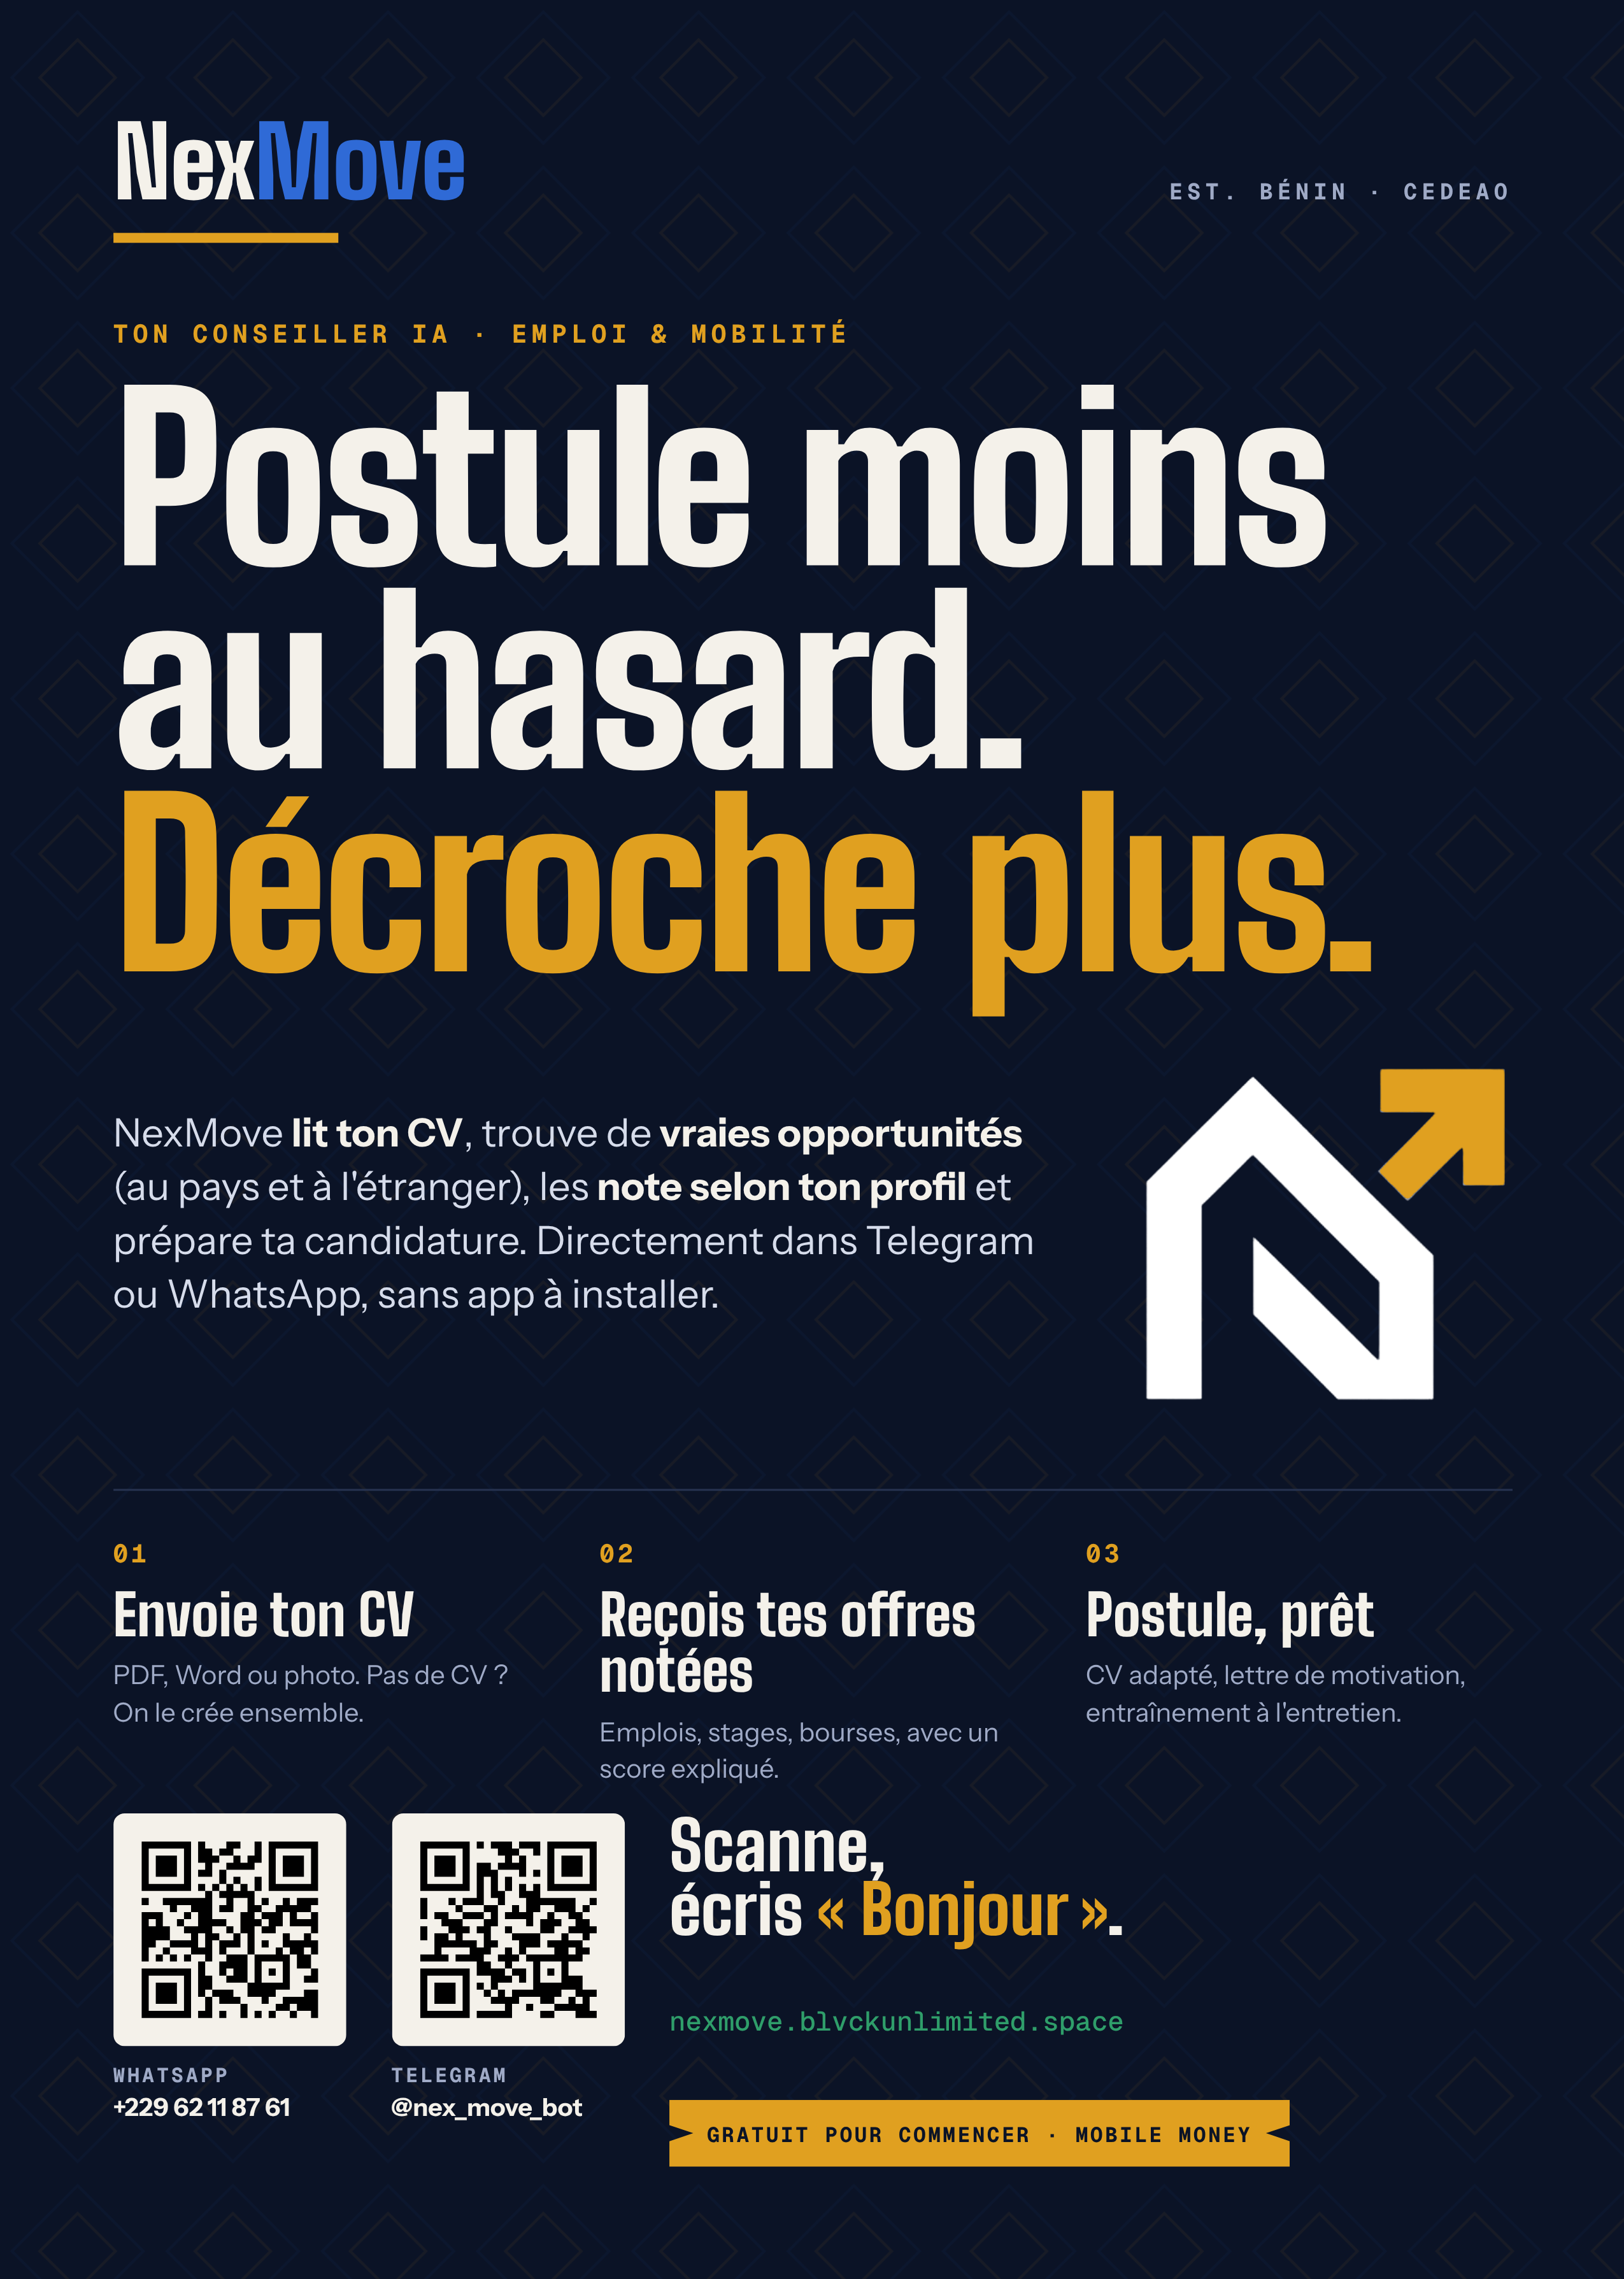 NexMove
EST. BÉNIN · CEDEAO
TON CONSEILLER IA · EMPLOI & MOBILITÉ
Postule moins
au hasard.
Décroche plus.
NexMove lit ton CV, trouve de vraies opportunités
(au pays et à l'étranger), les note selon ton profil et
prépare ta candidature. Directement dans Telegram
ou WhatsApp, sans app à installer.
01
Envoie ton CV
PDF, Word ou photo. Pas de CV ?
On le crée ensemble.
02
Reçois tes offres
notées
Emplois, stages, bourses, avec un
score expliqué.
03
Postule, prêt
CV adapté, lettre de motivation,
entraînement à l'entretien.
WHATSAPP
+229 62 11 87 61
TELEGRAM
@nex_move_bot
Scanne,
écris « Bonjour ».
nexmove.blvckunlimited.space
GRATUIT POUR COMMENCER · MOBILE MONEY